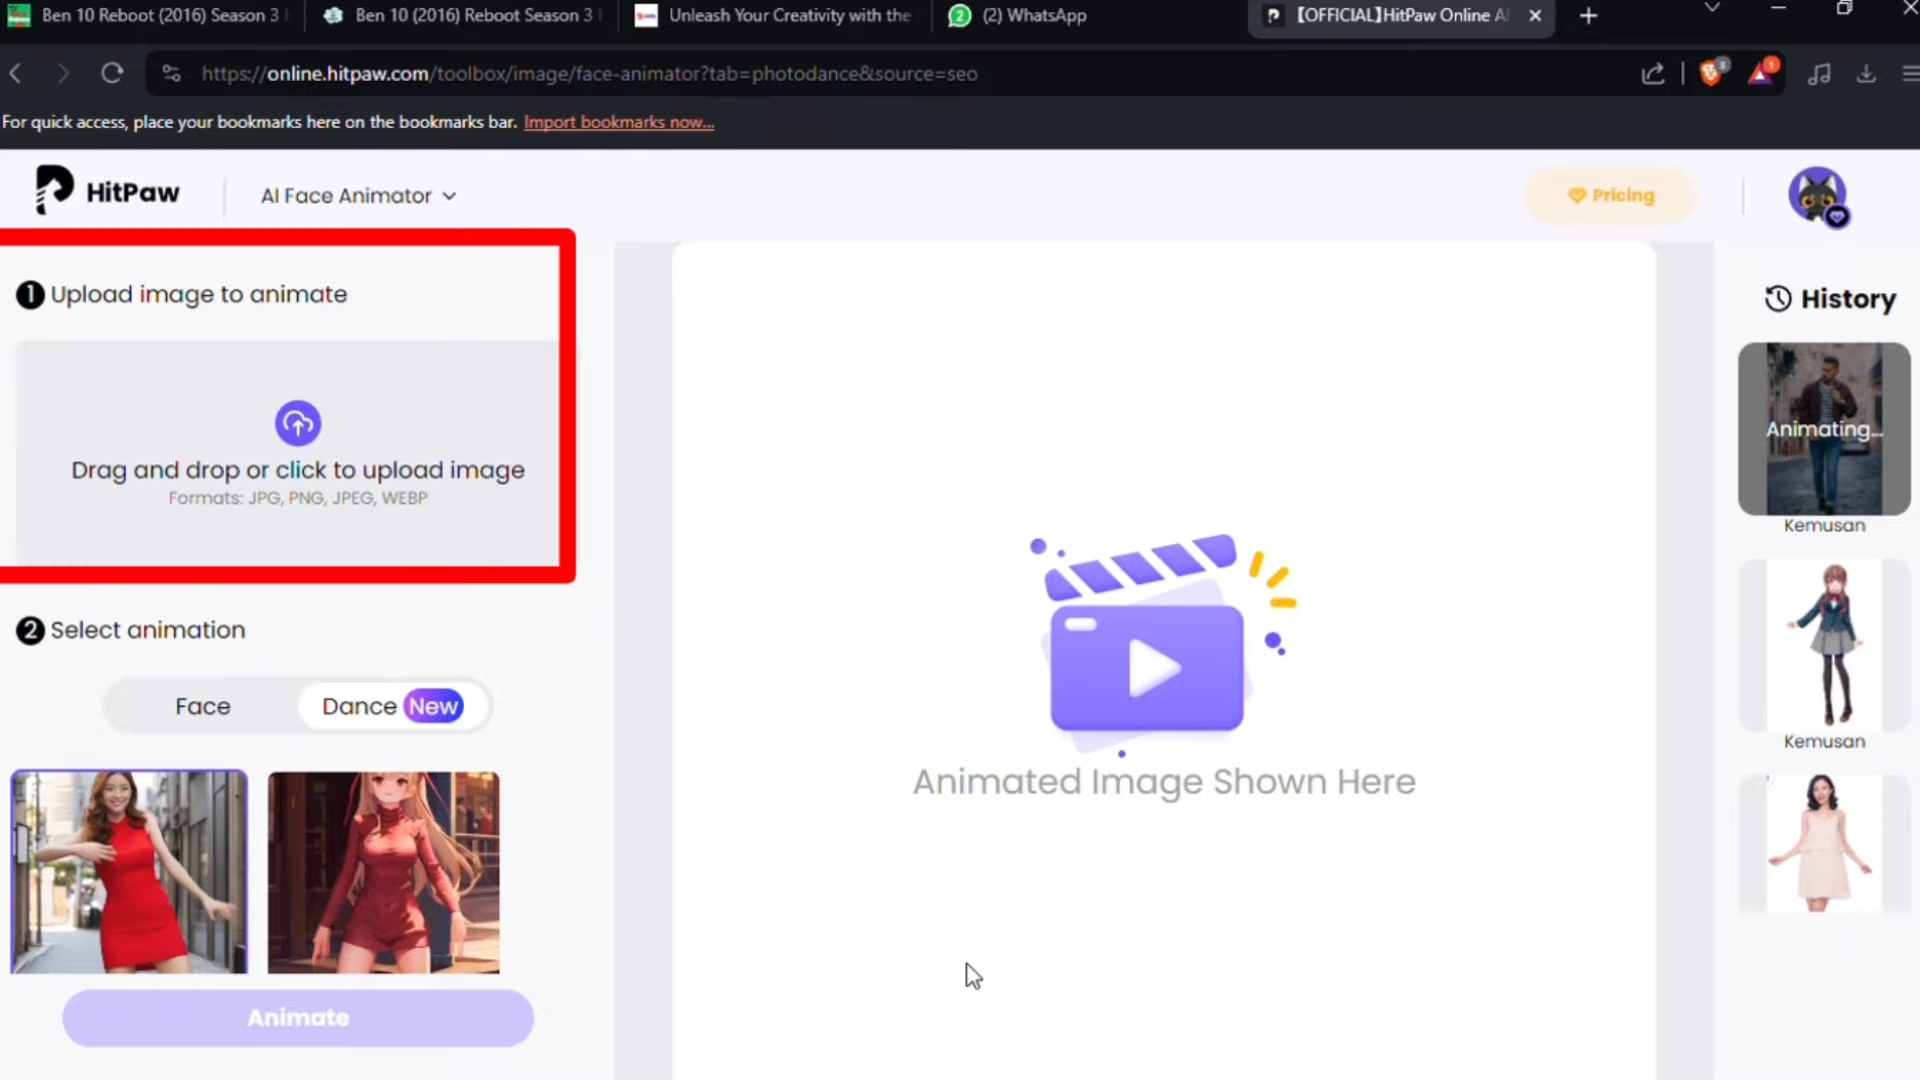 Ben 10 Reboot (2016) Season 3
Ben 10 (2016) Reboot Season 3
Unleash Your Creativity with the
2
(2) WhatsApp
【OFFICIAL】HitPaw Online AI
https://online.hitpaw.com/toolbox/image/face-animator?tab=photodance&source=seo
1
For quick access, place your bookmarks here on the bookmarks bar. Import bookmarks now...
HitPaw
AI Face Animator
Pricing
1 Upload image to animate
Drag and drop or click to upload image
Formats: JPG, PNG, JPEG, WEBP
2 Select animation
Face
Dance New
Animate
Animated Image Shown Here
History
Animating...
Kemusan
Kemusan